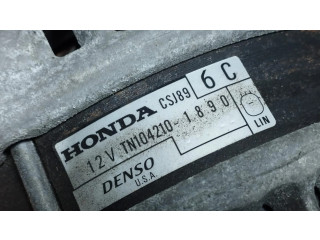 HONDA CSJ89 6C
12V TN104210-1890
DENSO
U.S.A.
LIN